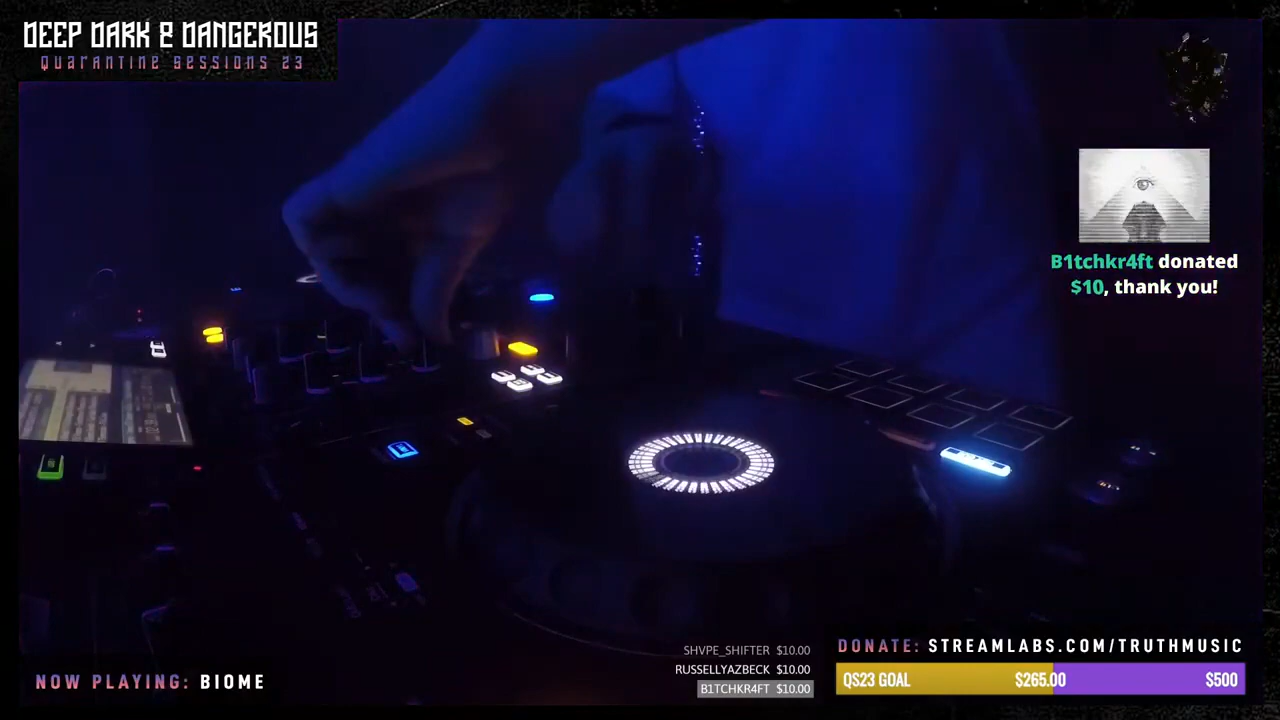 DEEP DARK & DANGEROUS
QUARANTINE SESSIONS 23
B1tchkr4ft donated
$10, thank you!
SHVPE_SHIFTER $10.00
RUSSELLYAZBECK $10.00
B1TCHKR4FT $10.00
DONATE: STREAMLABS.COM/TRUTHMUSIC
QS23 GOAL $265.00 $500
NOW PLAYING: BIOME